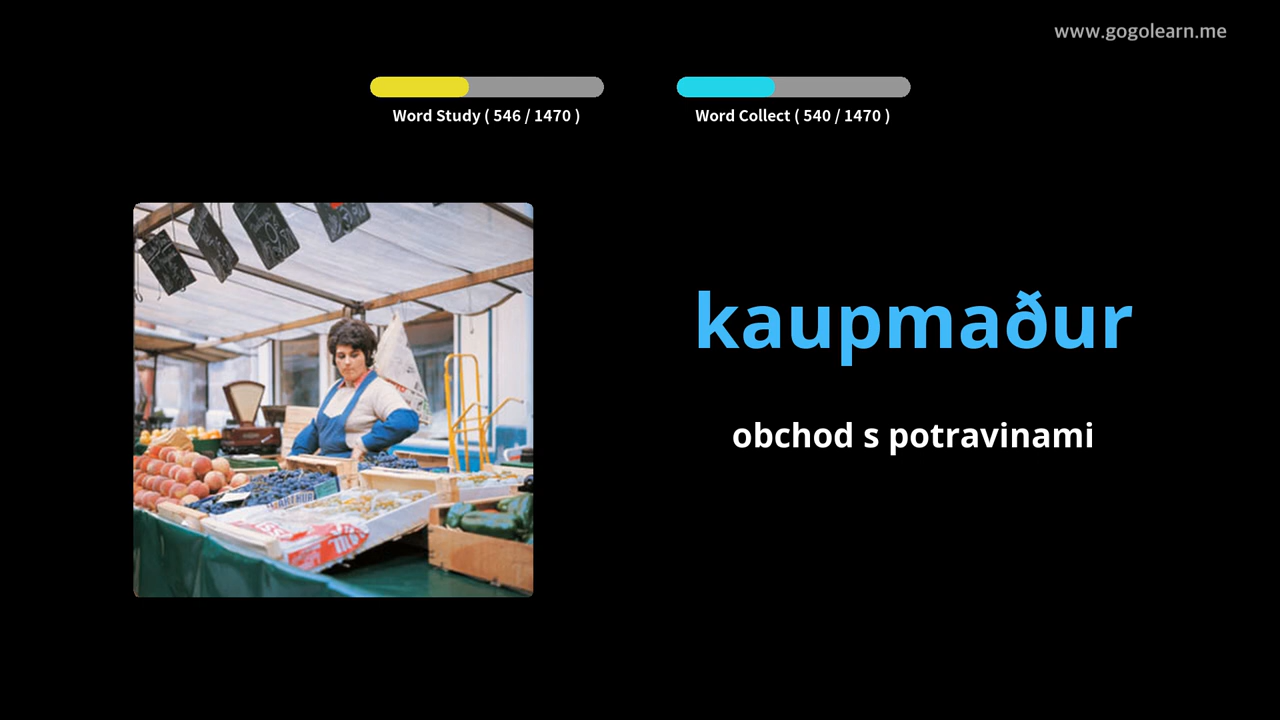 www.gogolearn.me
Word Study ( 546 / 1470 )
Word Collect ( 540 / 1470 )
kaupmaður
obchod s potravinami